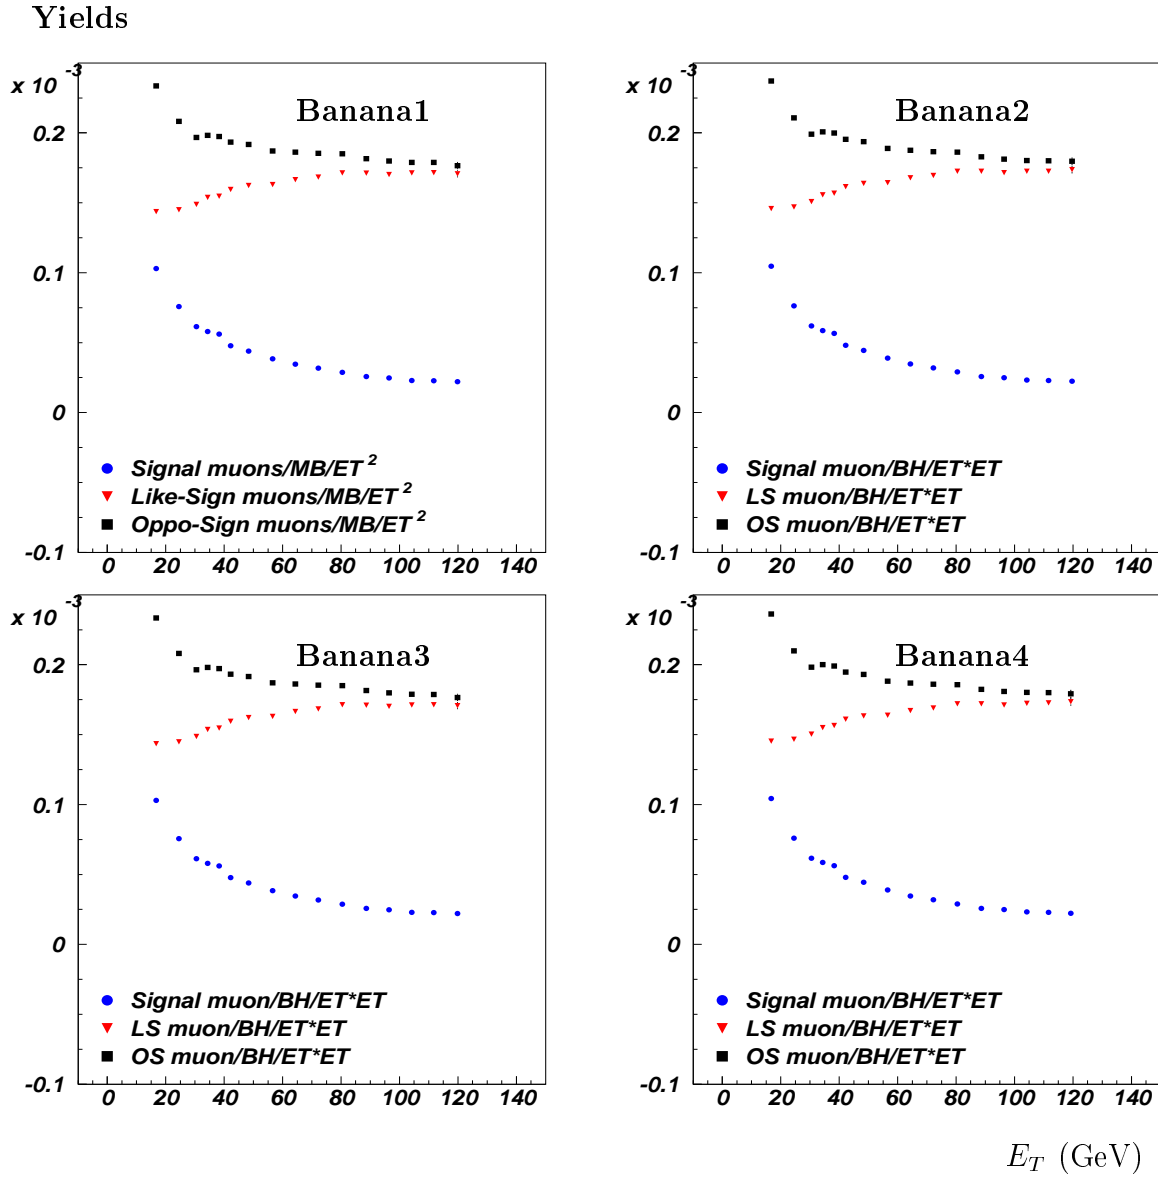 Yields
x 10 -3
Banana1
0.2
0.1
0
Signal muons/MB/ET 2
Like-Sign muons/MB/ET 2
Oppo-Sign muons/MB/ET 2
-0.1
0 20 40 60 80 100 120 140
x 10 -3
Banana2
0.2
0.1
0
Signal muon/BH/ET*ET
LS muon/BH/ET*ET
OS muon/BH/ET*ET
-0.1
0 20 40 60 80 100 120 140
x 10 -3
Banana3
0.2
0.1
0
Signal muon/BH/ET*ET
LS muon/BH/ET*ET
OS muon/BH/ET*ET
-0.1
0 20 40 60 80 100 120 140
x 10 -3
Banana4
0.2
0.1
0
Signal muon/BH/ET*ET
LS muon/BH/ET*ET
OS muon/BH/ET*ET
-0.1
0 20 40 60 80 100 120 140
E_T (GeV)